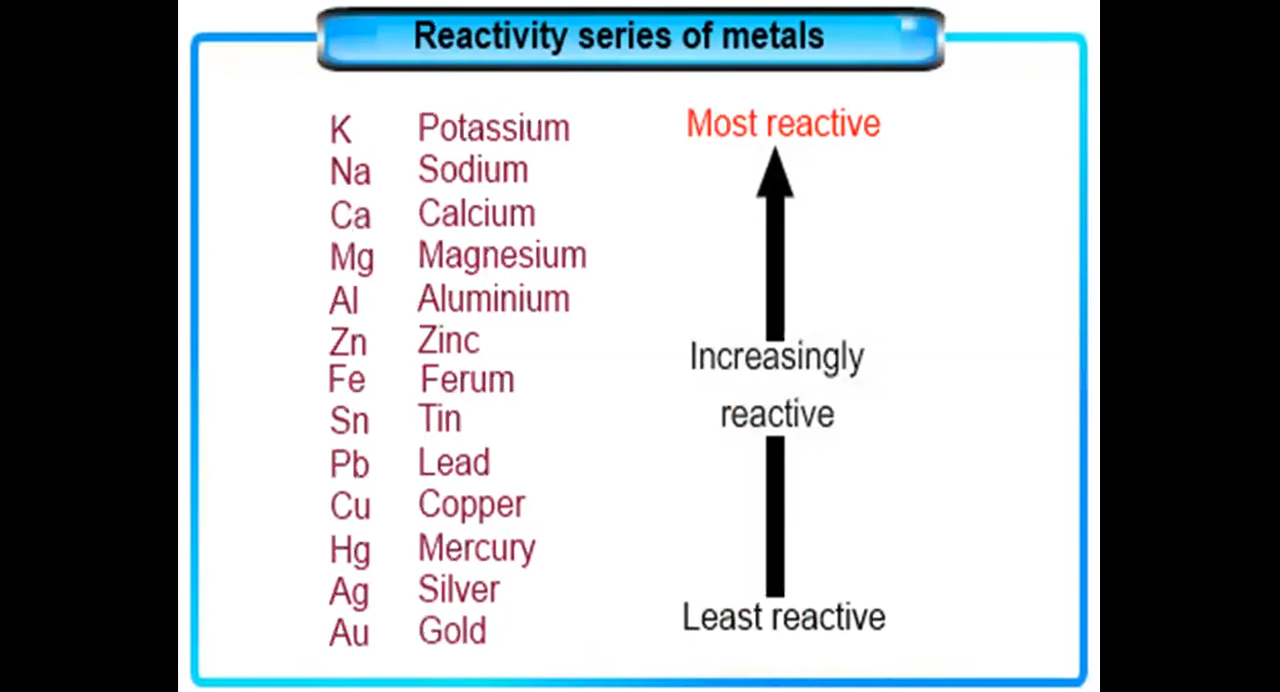 Reactivity series of metals
K Potassium Most reactive
Na Sodium
Ca Calcium
Mg Magnesium
Al Aluminium
Zn Zinc Increasingly
Fe Ferum
Sn Tin reactive
Pb Lead
Cu Copper
Hg Mercury
Ag Silver
Au Gold Least reactive